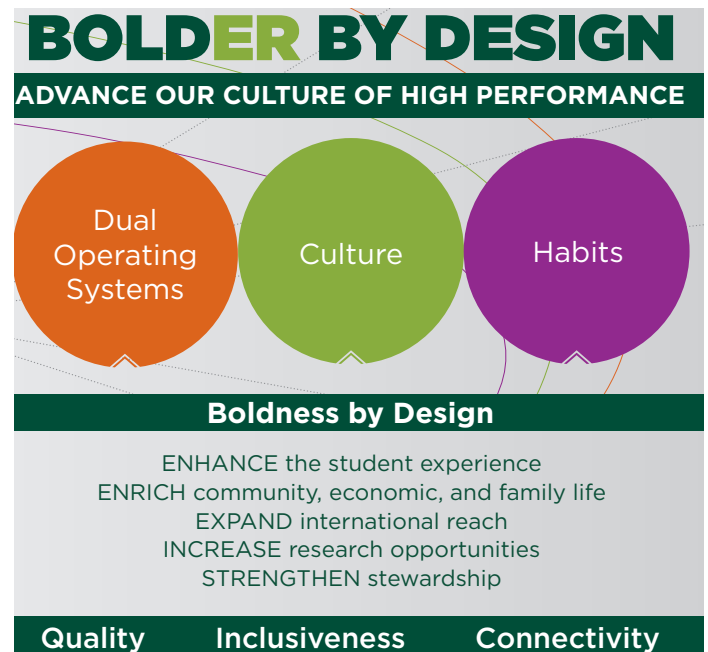 BOLDER BY DESIGN
ADVANCE OUR CULTURE OF HIGH PERFORMANCE
Dual
Operating
Systems
Culture
Habits
Boldness by Design
ENHANCE the student experience
ENRICH community, economic, and family life
EXPAND international reach
INCREASE research opportunities
STRENGTHEN stewardship
Quality Inclusiveness Connectivity